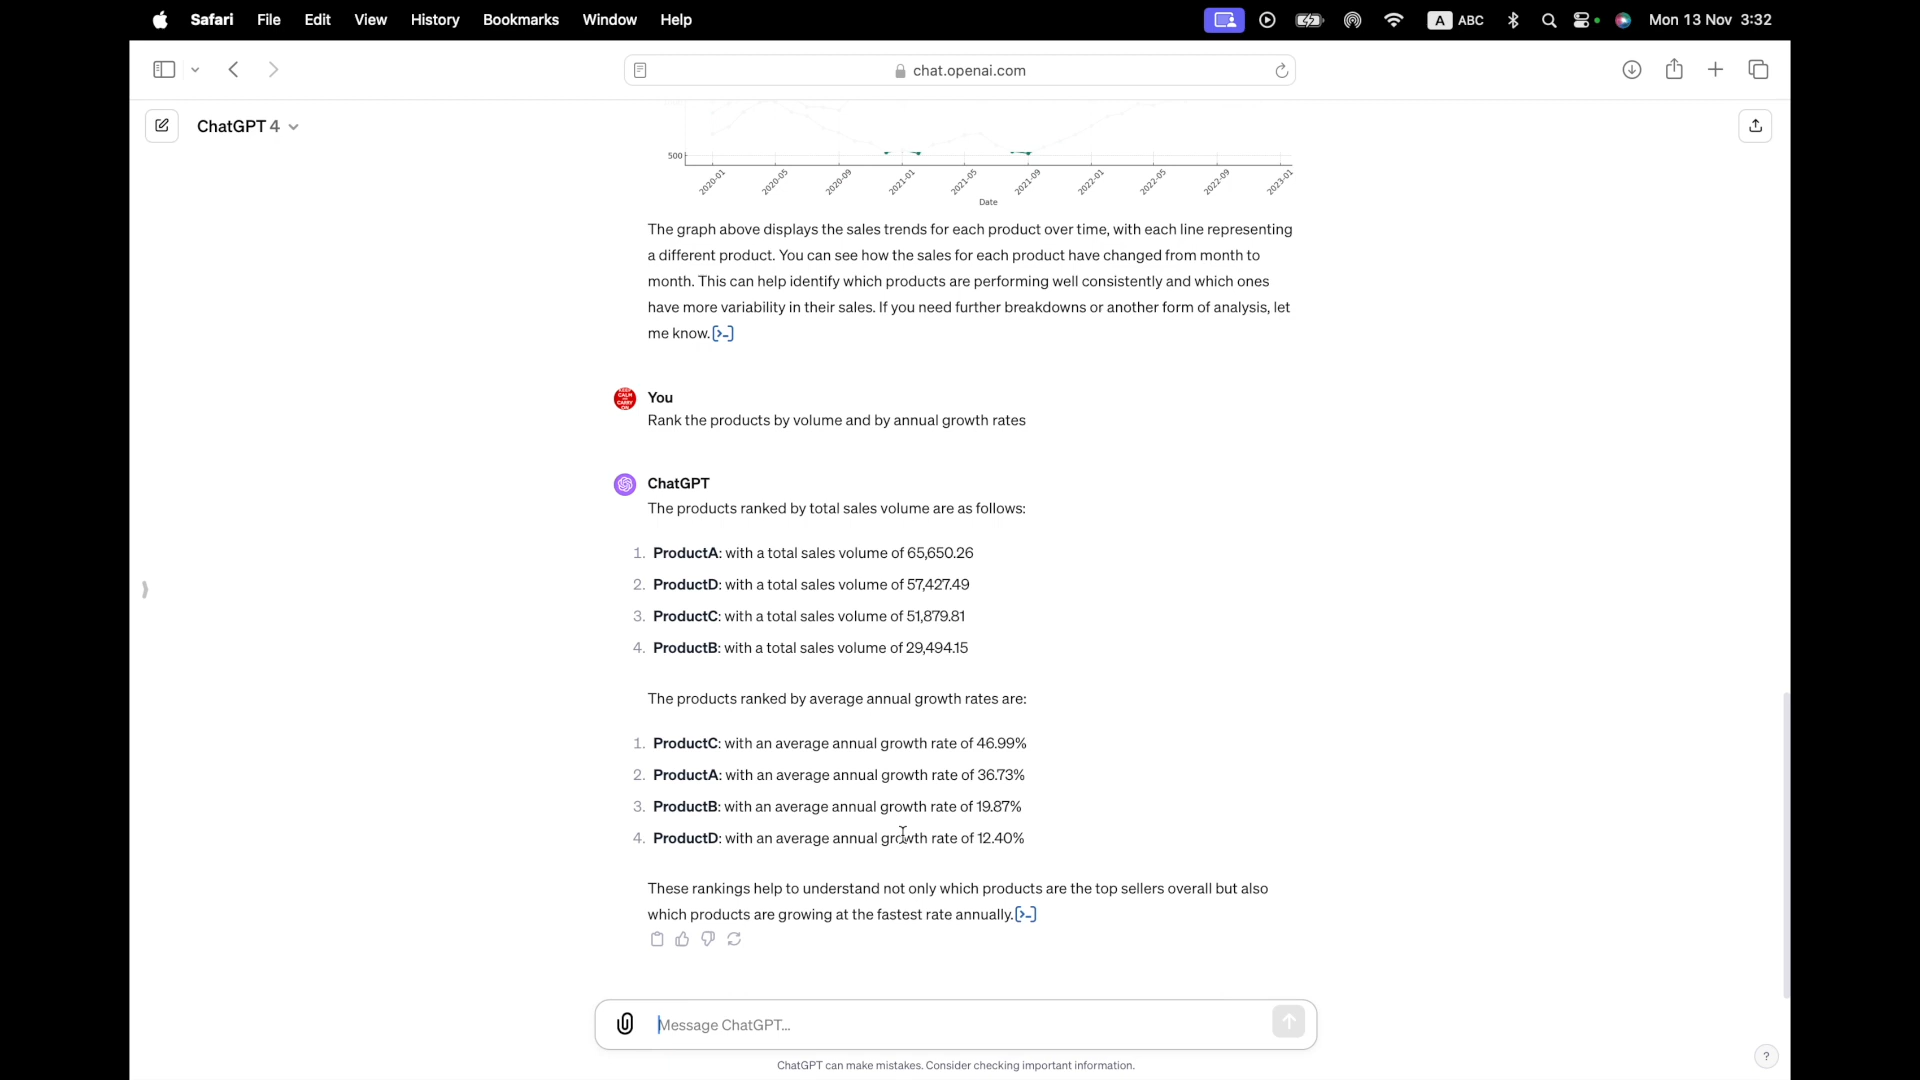 Safari File Edit View History Bookmarks Window Help A ABC Mon 13 Nov 3:32
chat.openai.com
ChatGPT 4
500
2020-01 2020-05 2020-09 2021-01 2021-05 2021-09 2022-01 2022-05 2022-09 2023-01
Date
The graph above displays the sales trends for each product over time, with each line representing
a different product. You can see how the sales for each product have changed from month to
month. This can help identify which products are performing well consistently and which ones
have more variability in their sales. If you need further breakdowns or another form of analysis, let
me know. [>-]
KEEP CALM AND CARRY ON
You
Rank the products by volume and by annual growth rates
ChatGPT
The products ranked by total sales volume are as follows:
1. ProductA: with a total sales volume of 65,650.26
2. ProductD: with a total sales volume of 57,427.49
3. ProductC: with a total sales volume of 51,879.81
4. ProductB: with a total sales volume of 29,494.15
The products ranked by average annual growth rates are:
1. ProductC: with an average annual growth rate of 46.99%
2. ProductA: with an average annual growth rate of 36.73%
3. ProductB: with an average annual growth rate of 19.87%
4. ProductD: with an average annual growth rate of 12.40%
These rankings help to understand not only which products are the top sellers overall but also
which products are growing at the fastest rate annually. [>-]
Message ChatGPT...
ChatGPT can make mistakes. Consider checking important information.
?